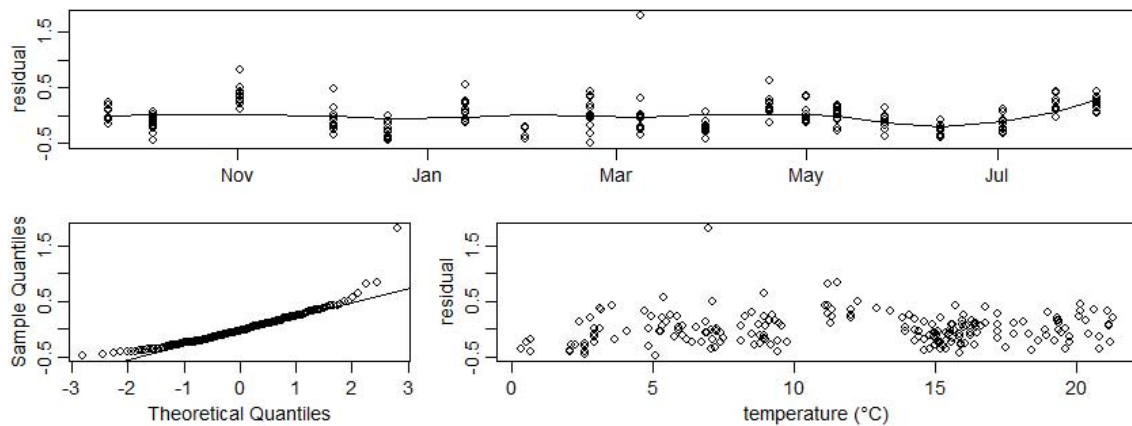 residual
-0.5 0.5 1.5
Nov Jan Mar May Jul
Sample Quantiles
-0.5 0.5 1.5
-3 -2 -1 0 1 2 3
Theoretical Quantiles
residual
-0.5 0.5 1.5
0 5 10 15 20
temperature (°C)